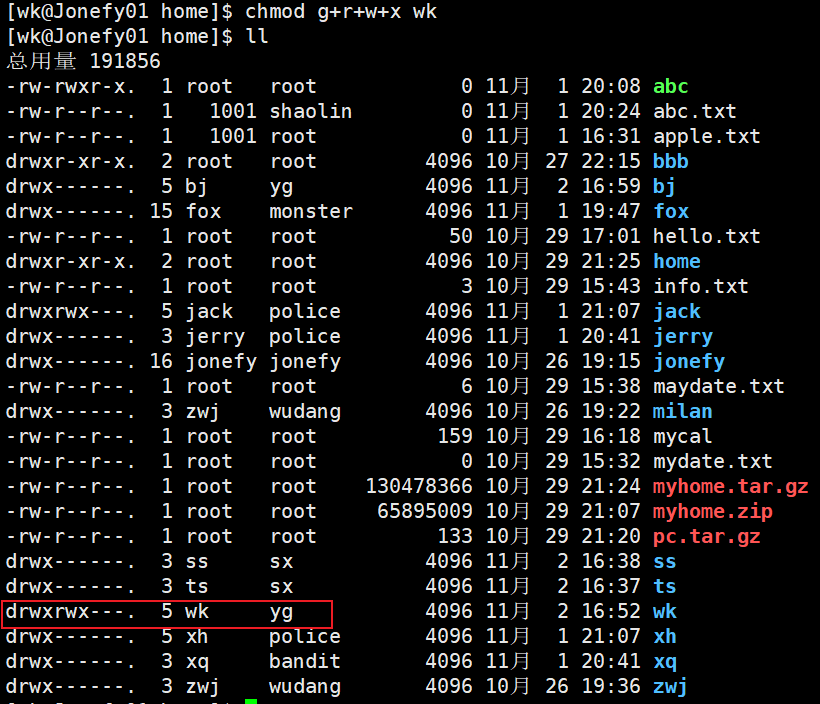 [wk@Jonefy01 home]$ chmod g+r+w+x wk
[wk@Jonefy01 home]$ ll
总用量 191856
-rw-rwxr-x.  1 root   root            0 11月  1 20:08 abc
-rw-r--r--.  1   1001 shaolin         0 11月  1 20:24 abc.txt
-rw-r--r--.  1   1001 root            0 11月  1 16:31 apple.txt
drwxr-xr-x.  2 root   root         4096 10月 27 22:15 bbb
drwx------.  5 bj     yg           4096 11月  2 16:59 bj
drwx------. 15 fox    monster      4096 11月  1 19:47 fox
-rw-r--r--.  1 root   root           50 10月 29 17:01 hello.txt
drwxr-xr-x.  2 root   root         4096 10月 29 21:25 home
-rw-r--r--.  1 root   root            3 10月 29 15:43 info.txt
drwxrwx---.  5 jack   police       4096 11月  1 21:07 jack
drwx------.  3 jerry  police       4096 11月  1 20:41 jerry
drwx------. 16 jonefy jonefy       4096 10月 26 19:15 jonefy
-rw-r--r--.  1 root   root            6 10月 29 15:38 maydate.txt
drwx------.  3 zwj    wudang       4096 10月 26 19:22 milan
-rw-r--r--.  1 root   root          159 10月 29 16:18 mycal
-rw-r--r--.  1 root   root            0 10月 29 15:32 mydate.txt
-rw-r--r--.  1 root   root    130478366 10月 29 21:24 myhome.tar.gz
-rw-r--r--.  1 root   root     65895009 10月 29 21:07 myhome.zip
-rw-r--r--.  1 root   root          133 10月 29 21:20 pc.tar.gz
drwx------.  3 ss     sx           4096 11月  2 16:38 ss
drwx------.  3 ts     sx           4096 11月  2 16:37 ts
drwxrwx---.  5 wk     yg           4096 11月  2 16:52 wk
drwx------.  5 xh     police       4096 11月  1 21:07 xh
drwx------.  3 xq     bandit       4096 11月  1 20:41 xq
drwx------.  3 zwj    wudang       4096 10月 26 19:36 zwj